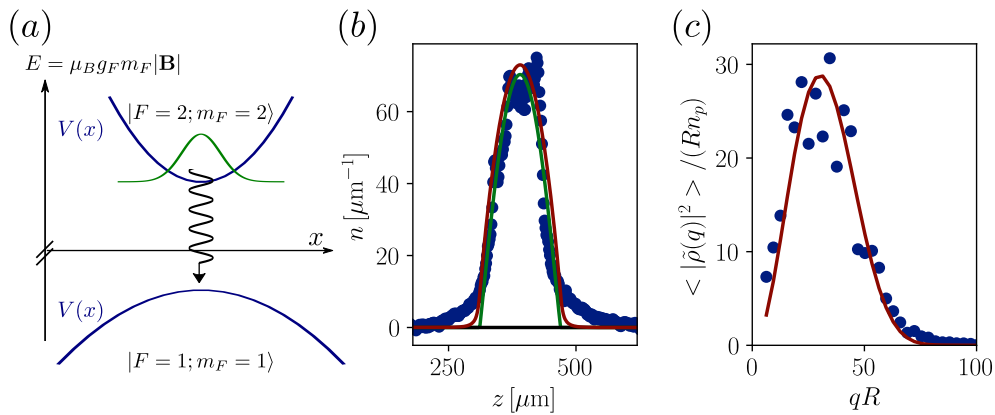 (a)
E = μ_B g_F m_F |B|
|F = 2; m_F = 2⟩
V(x)
x
V(x)
|F = 1; m_F = 1⟩
(b)
n [μm⁻¹]
60
40
20
0
250
500
z [μm]
(c)
< |ρ̃(q)|² > /(Rn_p)
30
20
10
0
0
50
100
qR